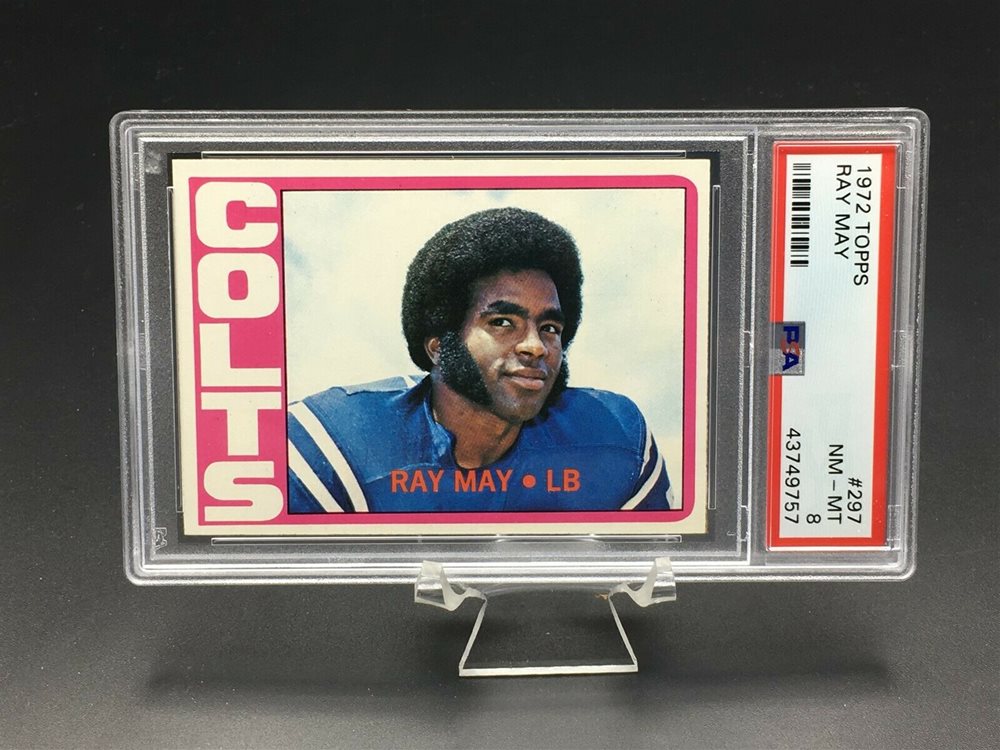 COLTS
RAY MAY • LB
1972 TOPPS
RAY MAY
PSA
#297
NM – MT
8
43749757